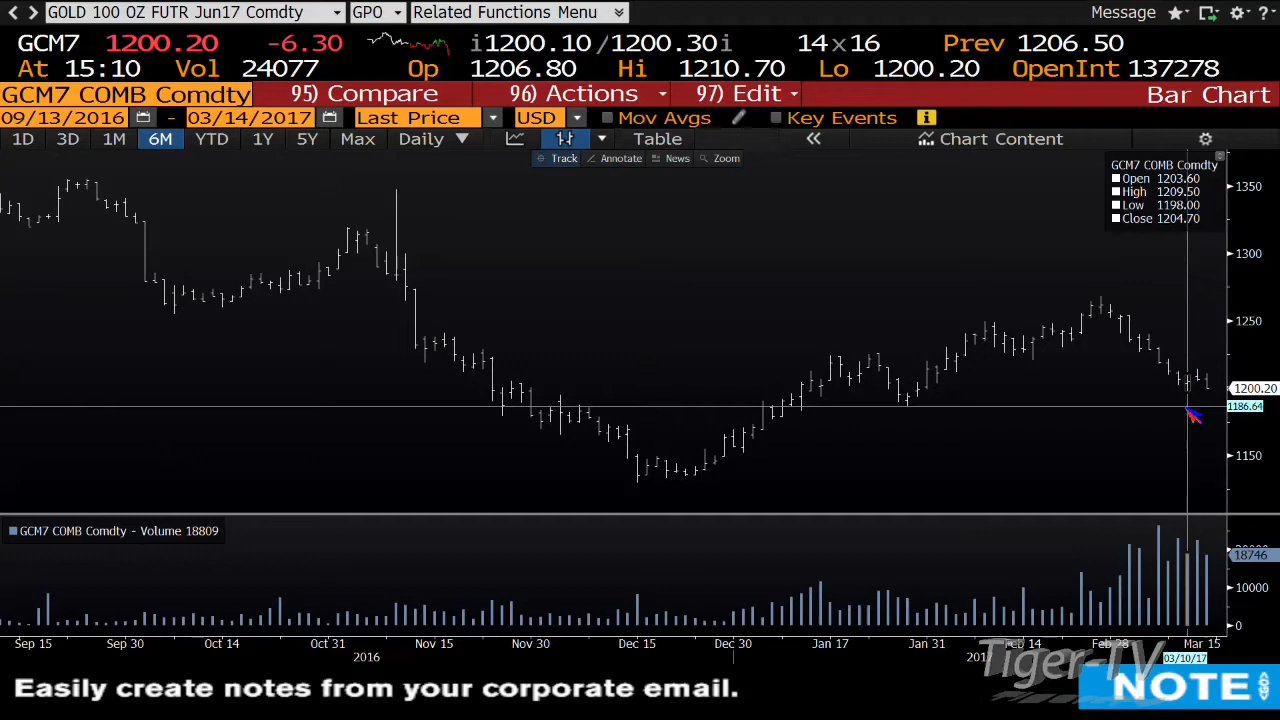 GOLD 100 OZ FUTR Jun17 Comdty GPO Related Functions Menu Message ?
GCM7 1200.20 -6.30 i1200.10 /1200.30i 14x16 Prev 1206.50
At 15:10 Vol 24077 Op 1206.80 Hi 1210.70 Lo 1200.20 OpenInt 137278
GCM7 COMB Comdty 95) Compare 96) Actions 97) Edit Bar Chart
09/13/2016 - 03/14/2017 Last Price USD Mov Avgs Key Events i
1D 3D 1M 6M YTD 1Y 5Y Max Daily Table « Chart Content
Track Annotate News Zoom
GCM7 COMB Comdty
Open 1203.60
High 1209.50
Low 1198.00
Close 1204.70
1350
1300
1250
1200.20
1186.64
1150
GCM7 COMB Comdty - Volume 18809
18746
10000
0
Sep 15 Sep 30 Oct 14 Oct 31 Nov 15 Nov 30 Dec 15 Dec 30 Jan 17 Jan 31 Feb 14 Feb 28 Mar 15
2016 2017 03/10/17
Tiger-TV
Easily create notes from your corporate email.
NOTE